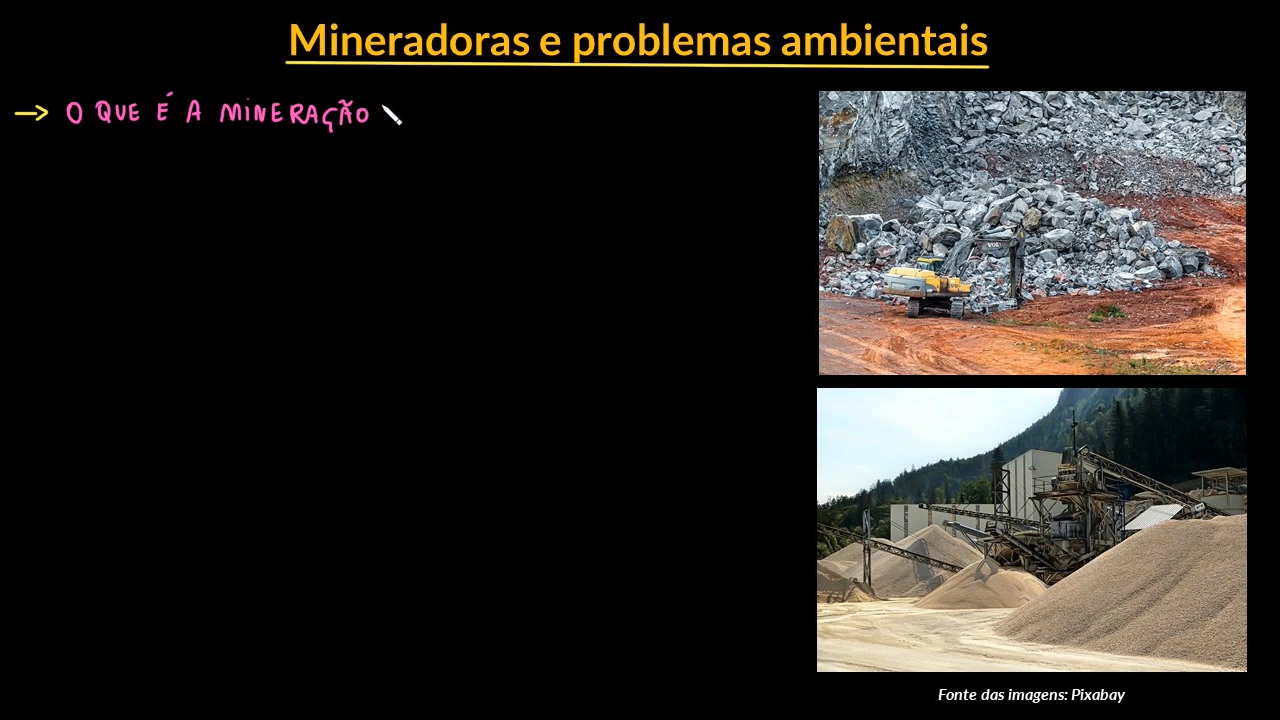 Mineradoras e problemas ambientais
→ O QUE É A MINERAÇÃO
Fonte das imagens: Pixabay